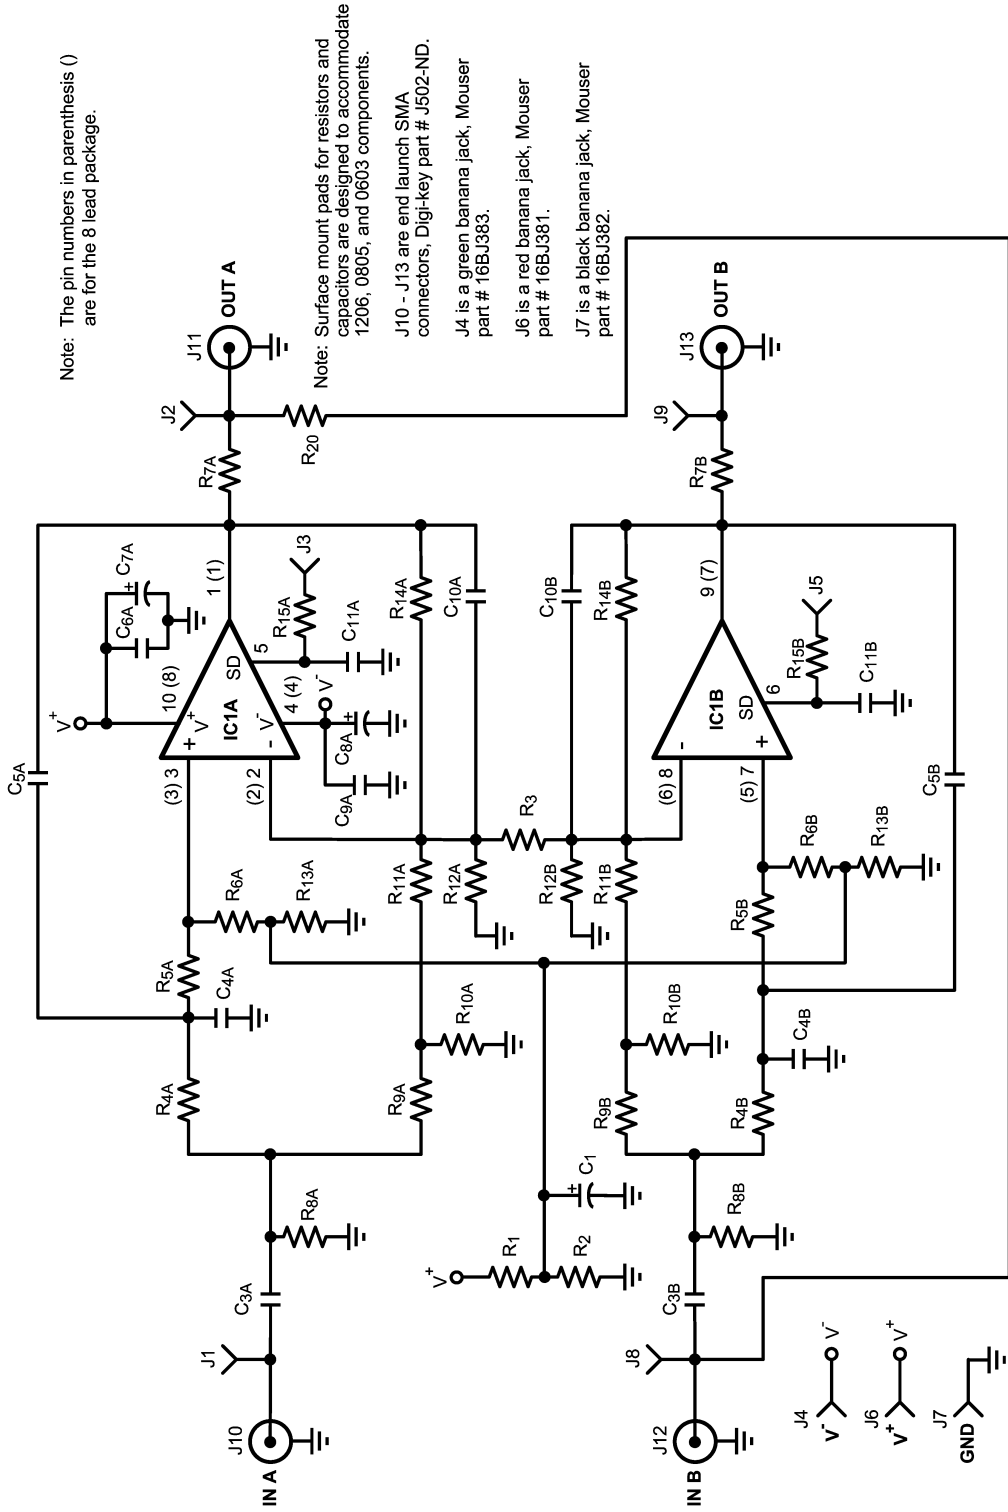 Note: The pin numbers in parenthesis ()
are for the 8 lead package.
Note: Surface mount pads for resistors and
capacitors are designed to accommodate
1206, 0805, and 0603 components.
J10 - J13 are end launch SMA
connectors, Digi-key part # J502-ND.
J4 is a green banana jack, Mouser
part # 16BJ383.
J6 is a red banana jack, Mouser
part # 16BJ381.
J7 is a black banana jack, Mouser
part # 16BJ382.
C5A
V+
C6A
C7A
10 (8)
(3) 3
+
V+
IC1A
SD
V-
-
(2) 2
1 (1)
5
4 (4)
V-
R15A
J3
C11A
C8A
C9A
R7A
J2
J11
OUT A
R20
R14A
C10A
R4A
R5A
C4A
R6A
R13A
J10
IN A
J1
C3A
R8A
R9A
R10A
R11A
R12A
R3
V+
R1
R2
C1
R12B
R11B
C10B
R14B
R9B
R10B
(6) 8
-
IC1B
SD
+
(5) 7
9 (7)
6
R15B
J5
C11B
R7B
J9
J13
OUT B
J12
IN B
J8
C3B
R8B
R4B
C4B
R5B
R6B
R13B
C5B
J4
V-
V-
J6
V+
V+
J7
GND